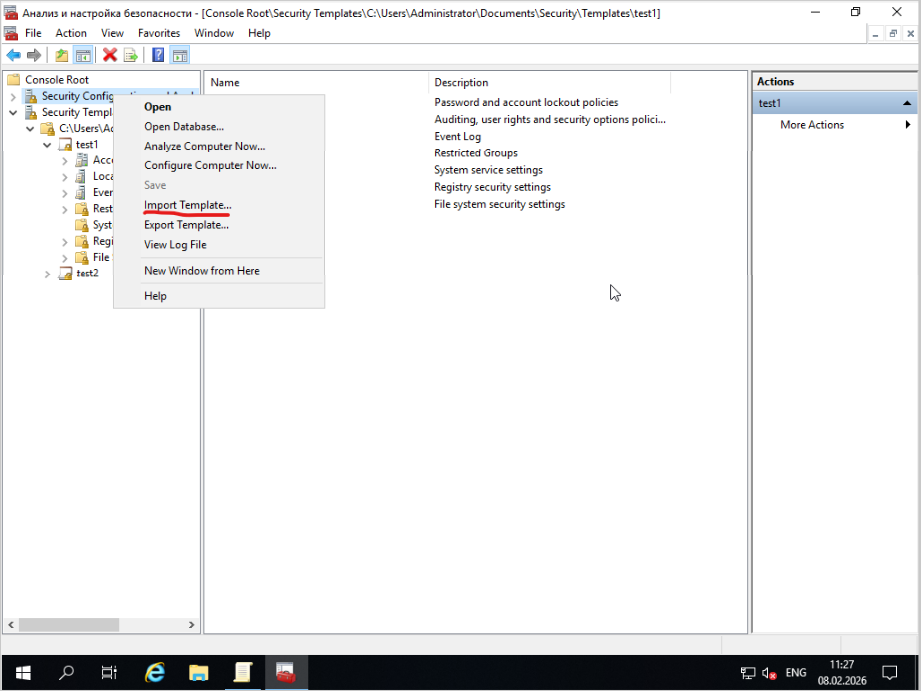 Анализ и настройка безопасности - [Console Root\Security Templates\C:\Users\Administrator\Documents\Security\Templates\test1]
File Action View Favorites Window Help
Console Root
Security Templ
C:\Users\Ad
test1
Acco
Loca
Even
Rest
Syst
Regi
File
test2
Open
Open Database...
Analyze Computer Now...
Configure Computer Now...
Save
Import Template...
Export Template...
View Log File
New Window from Here
Help
Name Description
Password and account lockout policies
Auditing, user rights and security options polici...
Event Log
Restricted Groups
System service settings
Registry security settings
File system security settings
Actions
test1
More Actions
ENG
11:27
08.02.2026